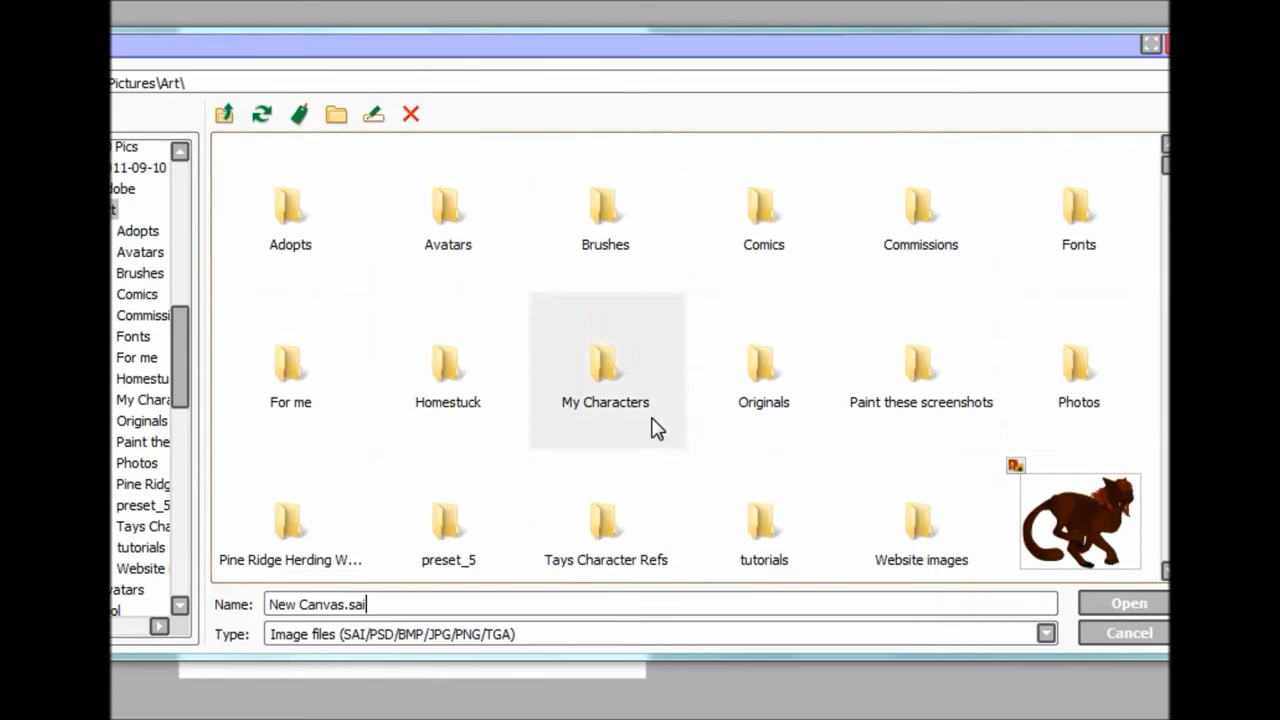 Pictures\Art\
Pics
11-09-10
dobe
t
Adopts
Avatars
Brushes
Comics
Commissi
Fonts
For me
Homestu
My Chara
Originals
Paint the
Photos
Pine Ridg
preset_5
Tays Cha
tutorials
Website
vatars
ol
Adopts
Avatars
Brushes
Comics
Commissions
Fonts
For me
Homestuck
My Characters
Originals
Paint these screenshots
Photos
Pine Ridge Herding W...
preset_5
Tays Character Refs
tutorials
Website images
Name: New Canvas.sai
Open
Type: Image files (SAI/PSD/BMP/JPG/PNG/TGA)
Cancel